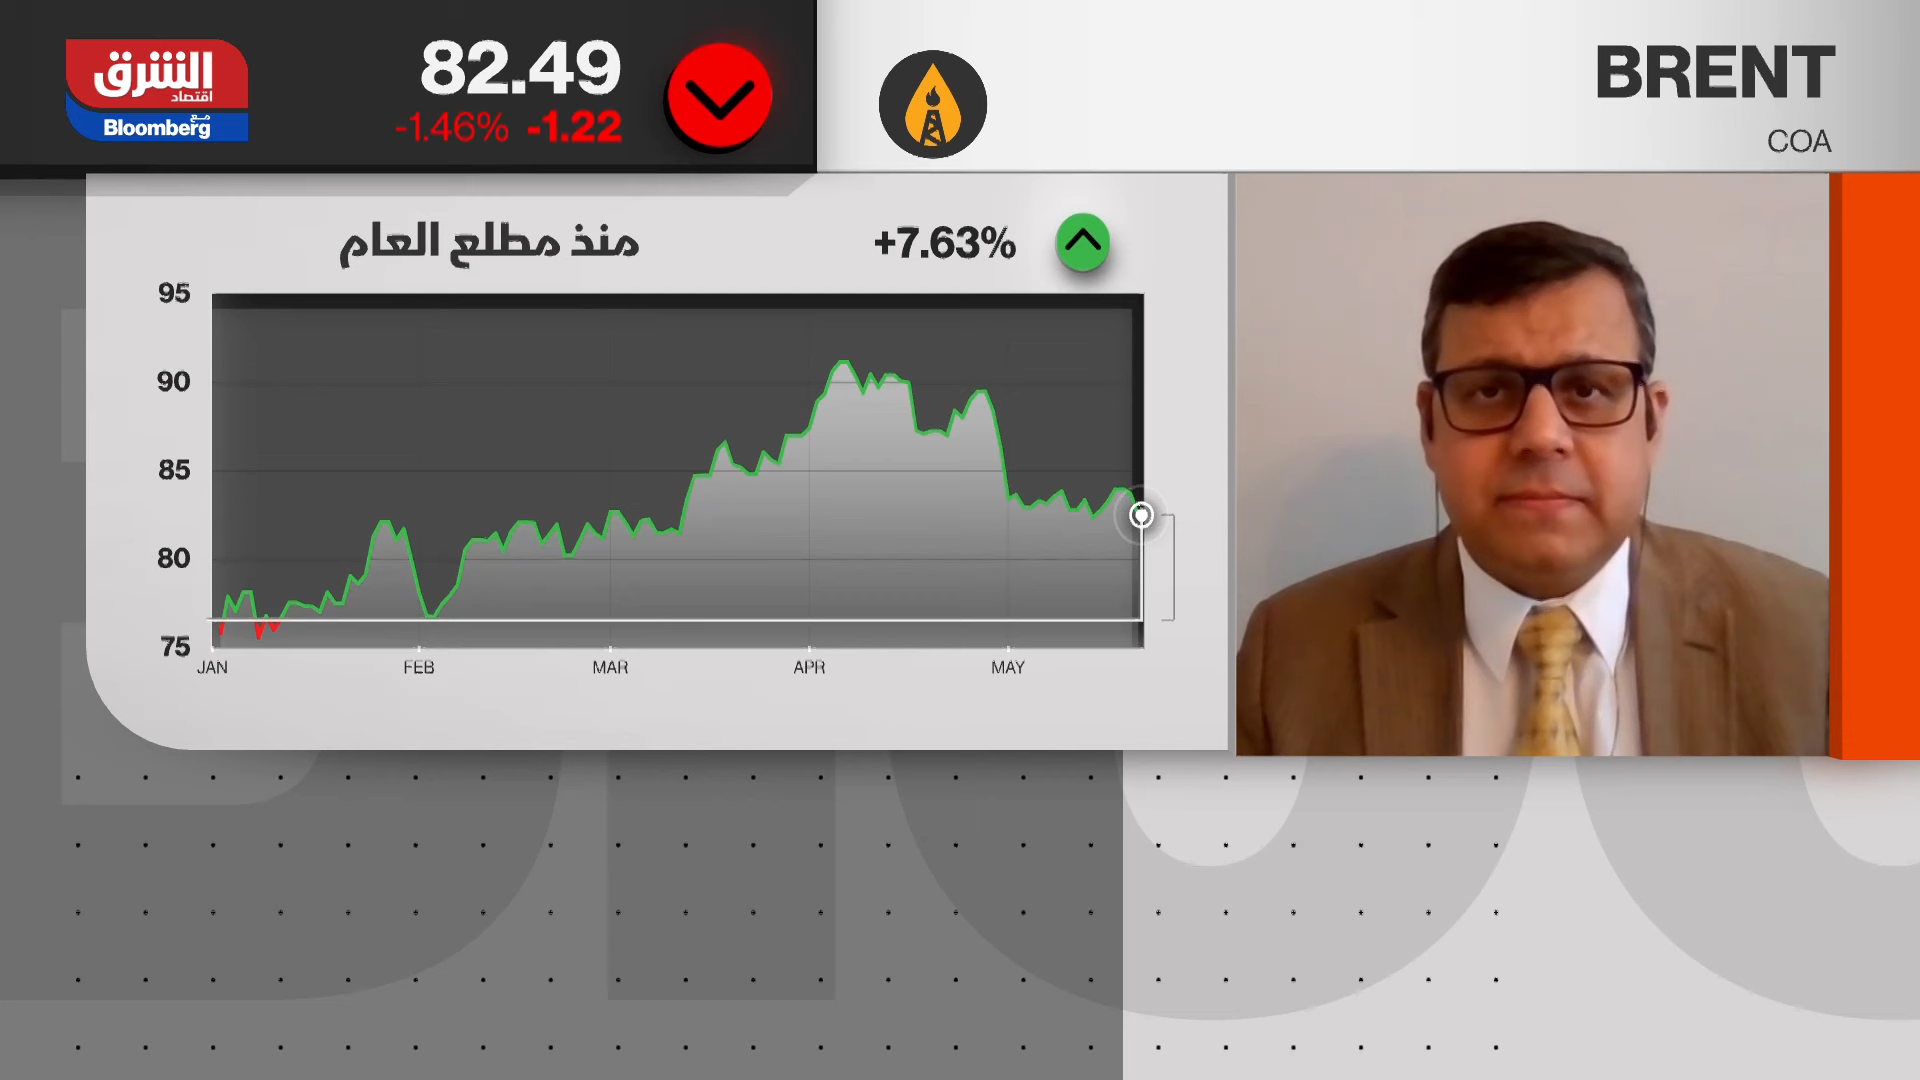 الشرق
اقتصاد
مع
Bloomberg
82.49
-1.46% -1.22
BRENT
COA
منذ مطلع العام
+7.63%
95
90
85
80
75
JAN FEB MAR APR MAY